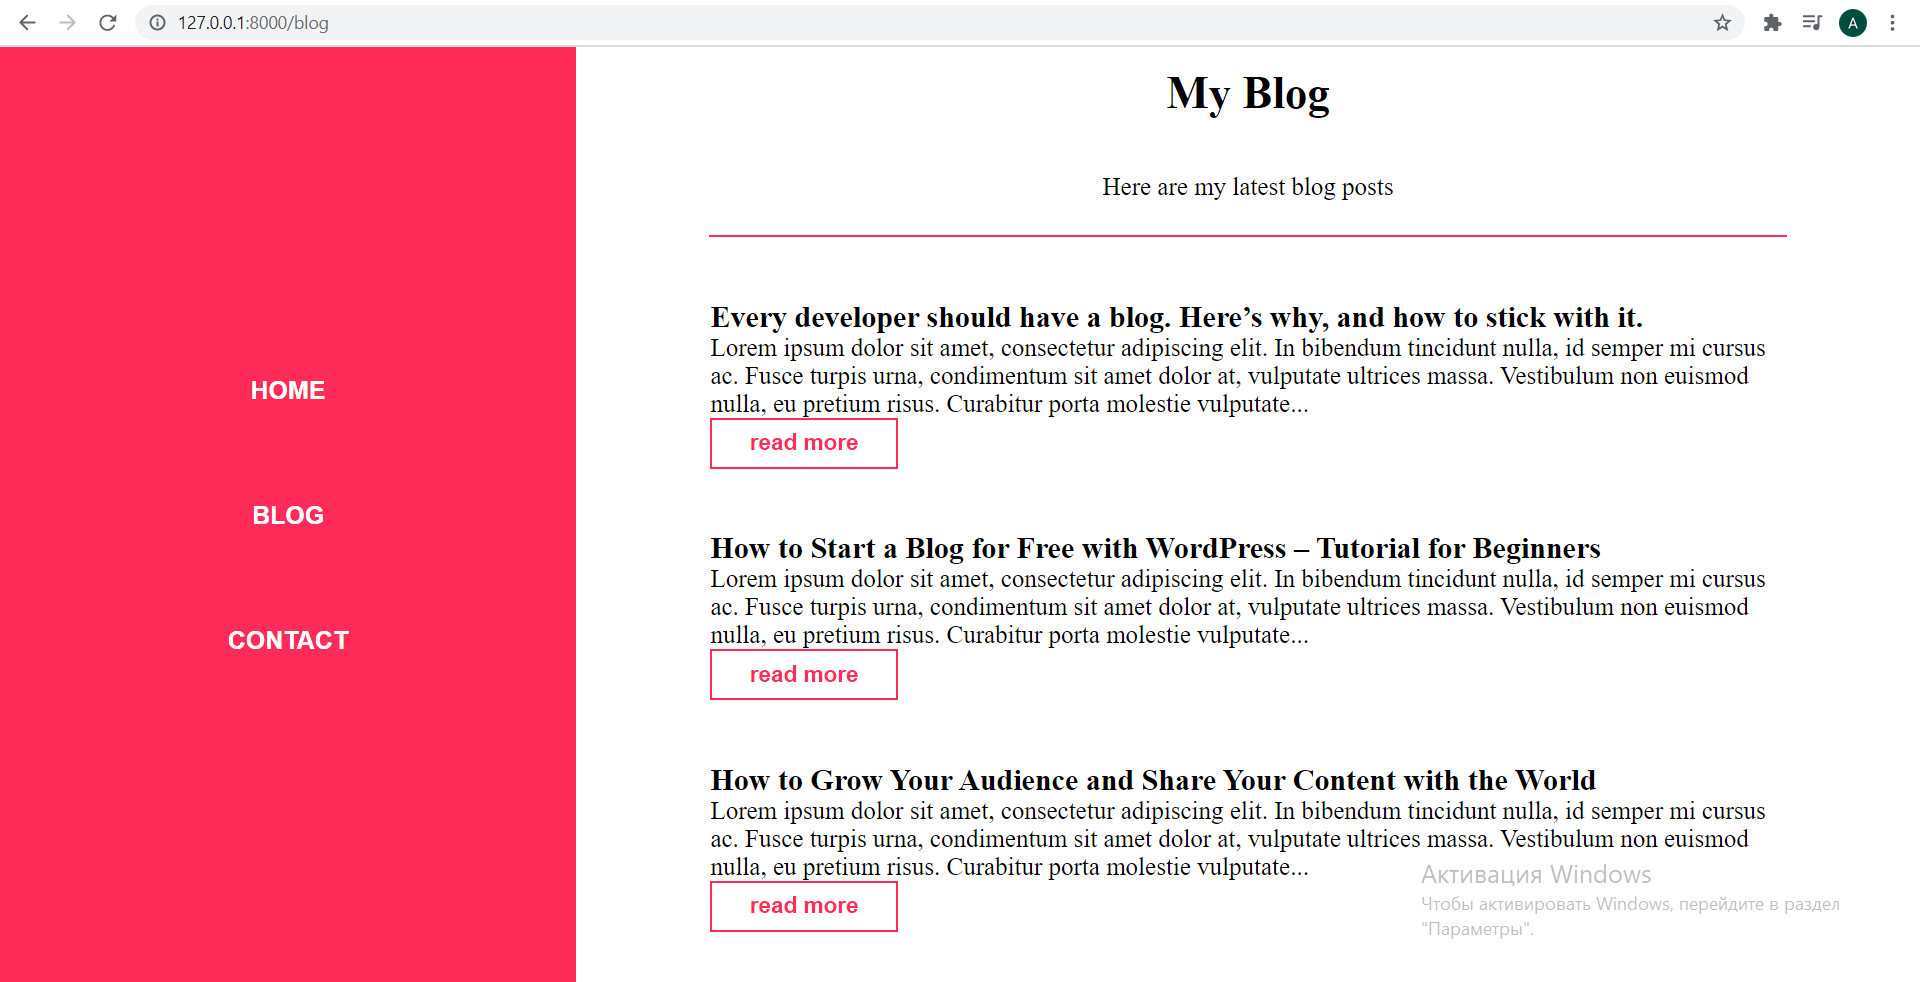 127.0.0.1:8000/blog
A
HOME
BLOG
CONTACT
My Blog
Here are my latest blog posts
Every developer should have a blog. Here’s why, and how to stick with it.
Lorem ipsum dolor sit amet, consectetur adipiscing elit. In bibendum tincidunt nulla, id semper mi cursus
ac. Fusce turpis urna, condimentum sit amet dolor at, vulputate ultrices massa. Vestibulum non euismod
nulla, eu pretium risus. Curabitur porta molestie vulputate...
read more
How to Start a Blog for Free with WordPress – Tutorial for Beginners
Lorem ipsum dolor sit amet, consectetur adipiscing elit. In bibendum tincidunt nulla, id semper mi cursus
ac. Fusce turpis urna, condimentum sit amet dolor at, vulputate ultrices massa. Vestibulum non euismod
nulla, eu pretium risus. Curabitur porta molestie vulputate...
read more
How to Grow Your Audience and Share Your Content with the World
Lorem ipsum dolor sit amet, consectetur adipiscing elit. In bibendum tincidunt nulla, id semper mi cursus
ac. Fusce turpis urna, condimentum sit amet dolor at, vulputate ultrices massa. Vestibulum non euismod
nulla, eu pretium risus. Curabitur porta molestie vulputate...
read more
Активация Windows
Чтобы активировать Windows, перейдите в раздел
"Параметры".